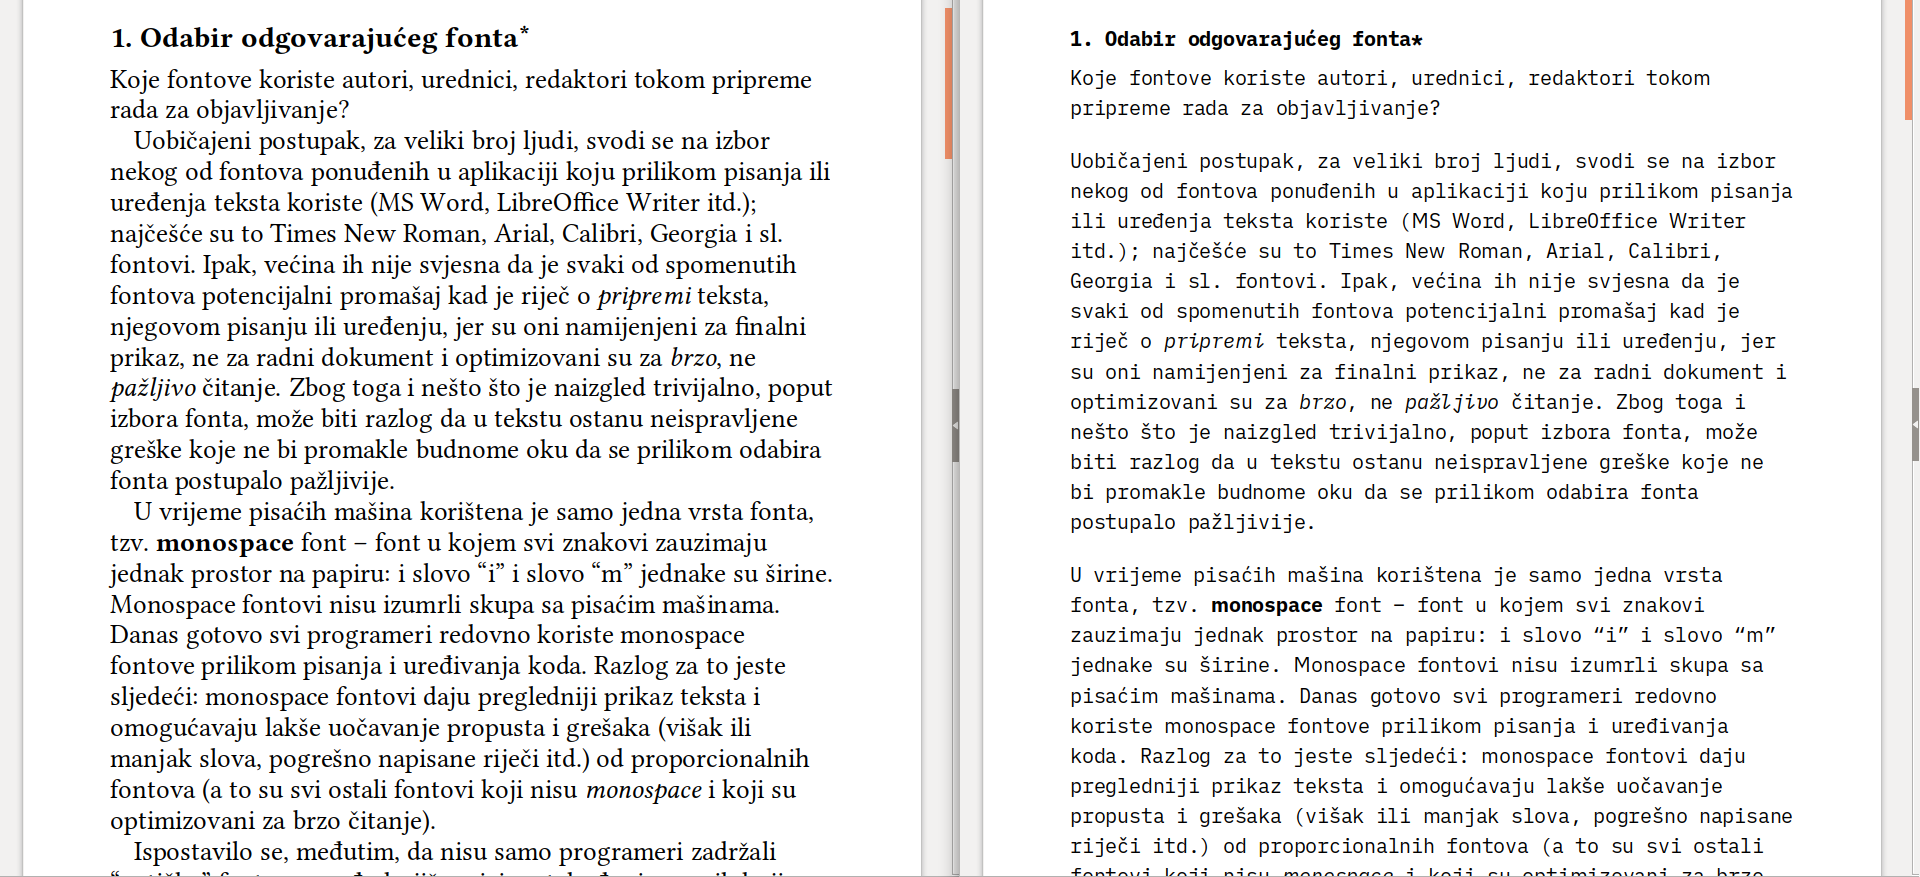 1. Odabir odgovarajućeg fonta*
Koje fontove koriste autori, urednici, redaktori tokom pripreme
rada za objavljivanje?
Uobičajeni postupak, za veliki broj ljudi, svodi se na izbor
nekog od fontova ponuđenih u aplikaciji koju prilikom pisanja ili
uređenja teksta koriste (MS Word, LibreOffice Writer itd.);
najčešće su to Times New Roman, Arial, Calibri, Georgia i sl.
fontovi. Ipak, većina ih nije svjesna da je svaki od spomenutih
fontova potencijalni promašaj kad je riječ o pripremi teksta,
njegovom pisanju ili uređenju, jer su oni namijenjeni za finalni
prikaz, ne za radni dokument i optimizovani su za brzo, ne
pažljivo čitanje. Zbog toga i nešto što je naizgled trivijalno, poput
izbora fonta, može biti razlog da u tekstu ostanu neispravljene
greške koje ne bi promakle budnome oku da se prilikom odabira
fonta postupalo pažljivije.
U vrijeme pisaćih mašina korištena je samo jedna vrsta fonta,
tzv. monospace font – font u kojem svi znakovi zauzimaju
jednak prostor na papiru: i slovo “i” i slovo “m” jednake su širine.
Monospace fontovi nisu izumrli skupa sa pisaćim mašinama.
Danas gotovo svi programeri redovno koriste monospace
fontove prilikom pisanja i uređivanja koda. Razlog za to jeste
sljedeći: monospace fontovi daju pregledniji prikaz teksta i
omogućavaju lakše uočavanje propusta i grešaka (višak ili
manjak slova, pogrešno napisane riječi itd.) od proporcionalnih
fontova (a to su svi ostali fontovi koji nisu monospace i koji su
optimizovani za brzo čitanje).
Ispostavilo se, međutim, da nisu samo programeri zadržali
1. Odabir odgovarajućeg fonta*
Koje fontove koriste autori, urednici, redaktori tokom
pripreme rada za objavljivanje?
Uobičajeni postupak, za veliki broj ljudi, svodi se na izbor
nekog od fontova ponuđenih u aplikaciji koju prilikom pisanja
ili uređenja teksta koriste (MS Word, LibreOffice Writer
itd.); najčešće su to Times New Roman, Arial, Calibri,
Georgia i sl. fontovi. Ipak, većina ih nije svjesna da je
svaki od spomenutih fontova potencijalni promašaj kad je
riječ o pripremi teksta, njegovom pisanju ili uređenju, jer
su oni namijenjeni za finalni prikaz, ne za radni dokument i
optimizovani su za brzo, ne pažljivo čitanje. Zbog toga i
nešto što je naizgled trivijalno, poput izbora fonta, može
biti razlog da u tekstu ostanu neispravljene greške koje ne
bi promakle budnome oku da se prilikom odabira fonta
postupalo pažljivije.
U vrijeme pisaćih mašina korištena je samo jedna vrsta
fonta, tzv. monospace font – font u kojem svi znakovi
zauzimaju jednak prostor na papiru: i slovo “i” i slovo “m”
jednake su širine. Monospace fontovi nisu izumrli skupa sa
pisaćim mašinama. Danas gotovo svi programeri redovno
koriste monospace fontove prilikom pisanja i uređivanja
koda. Razlog za to jeste sljedeći: monospace fontovi daju
pregledniji prikaz teksta i omogućavaju lakše uočavanje
propusta i grešaka (višak ili manjak slova, pogrešno napisane
riječi itd.) od proporcionalnih fontova (a to su svi ostali
fontovi koji nisu monospace i koji su optimizovani za brzo